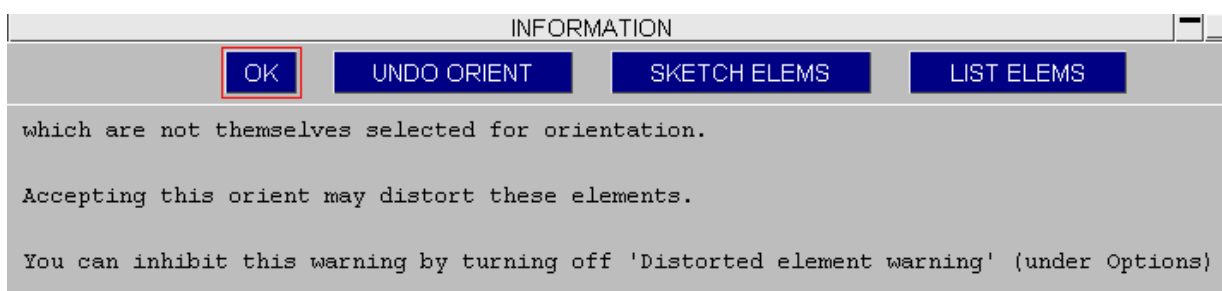 INFORMATION
OK UNDO ORIENT SKETCH ELEMS LIST ELEMS
which are not themselves selected for orientation.
Accepting this orient may distort these elements.
You can inhibit this warning by turning off 'Distorted element warning' (under Options)